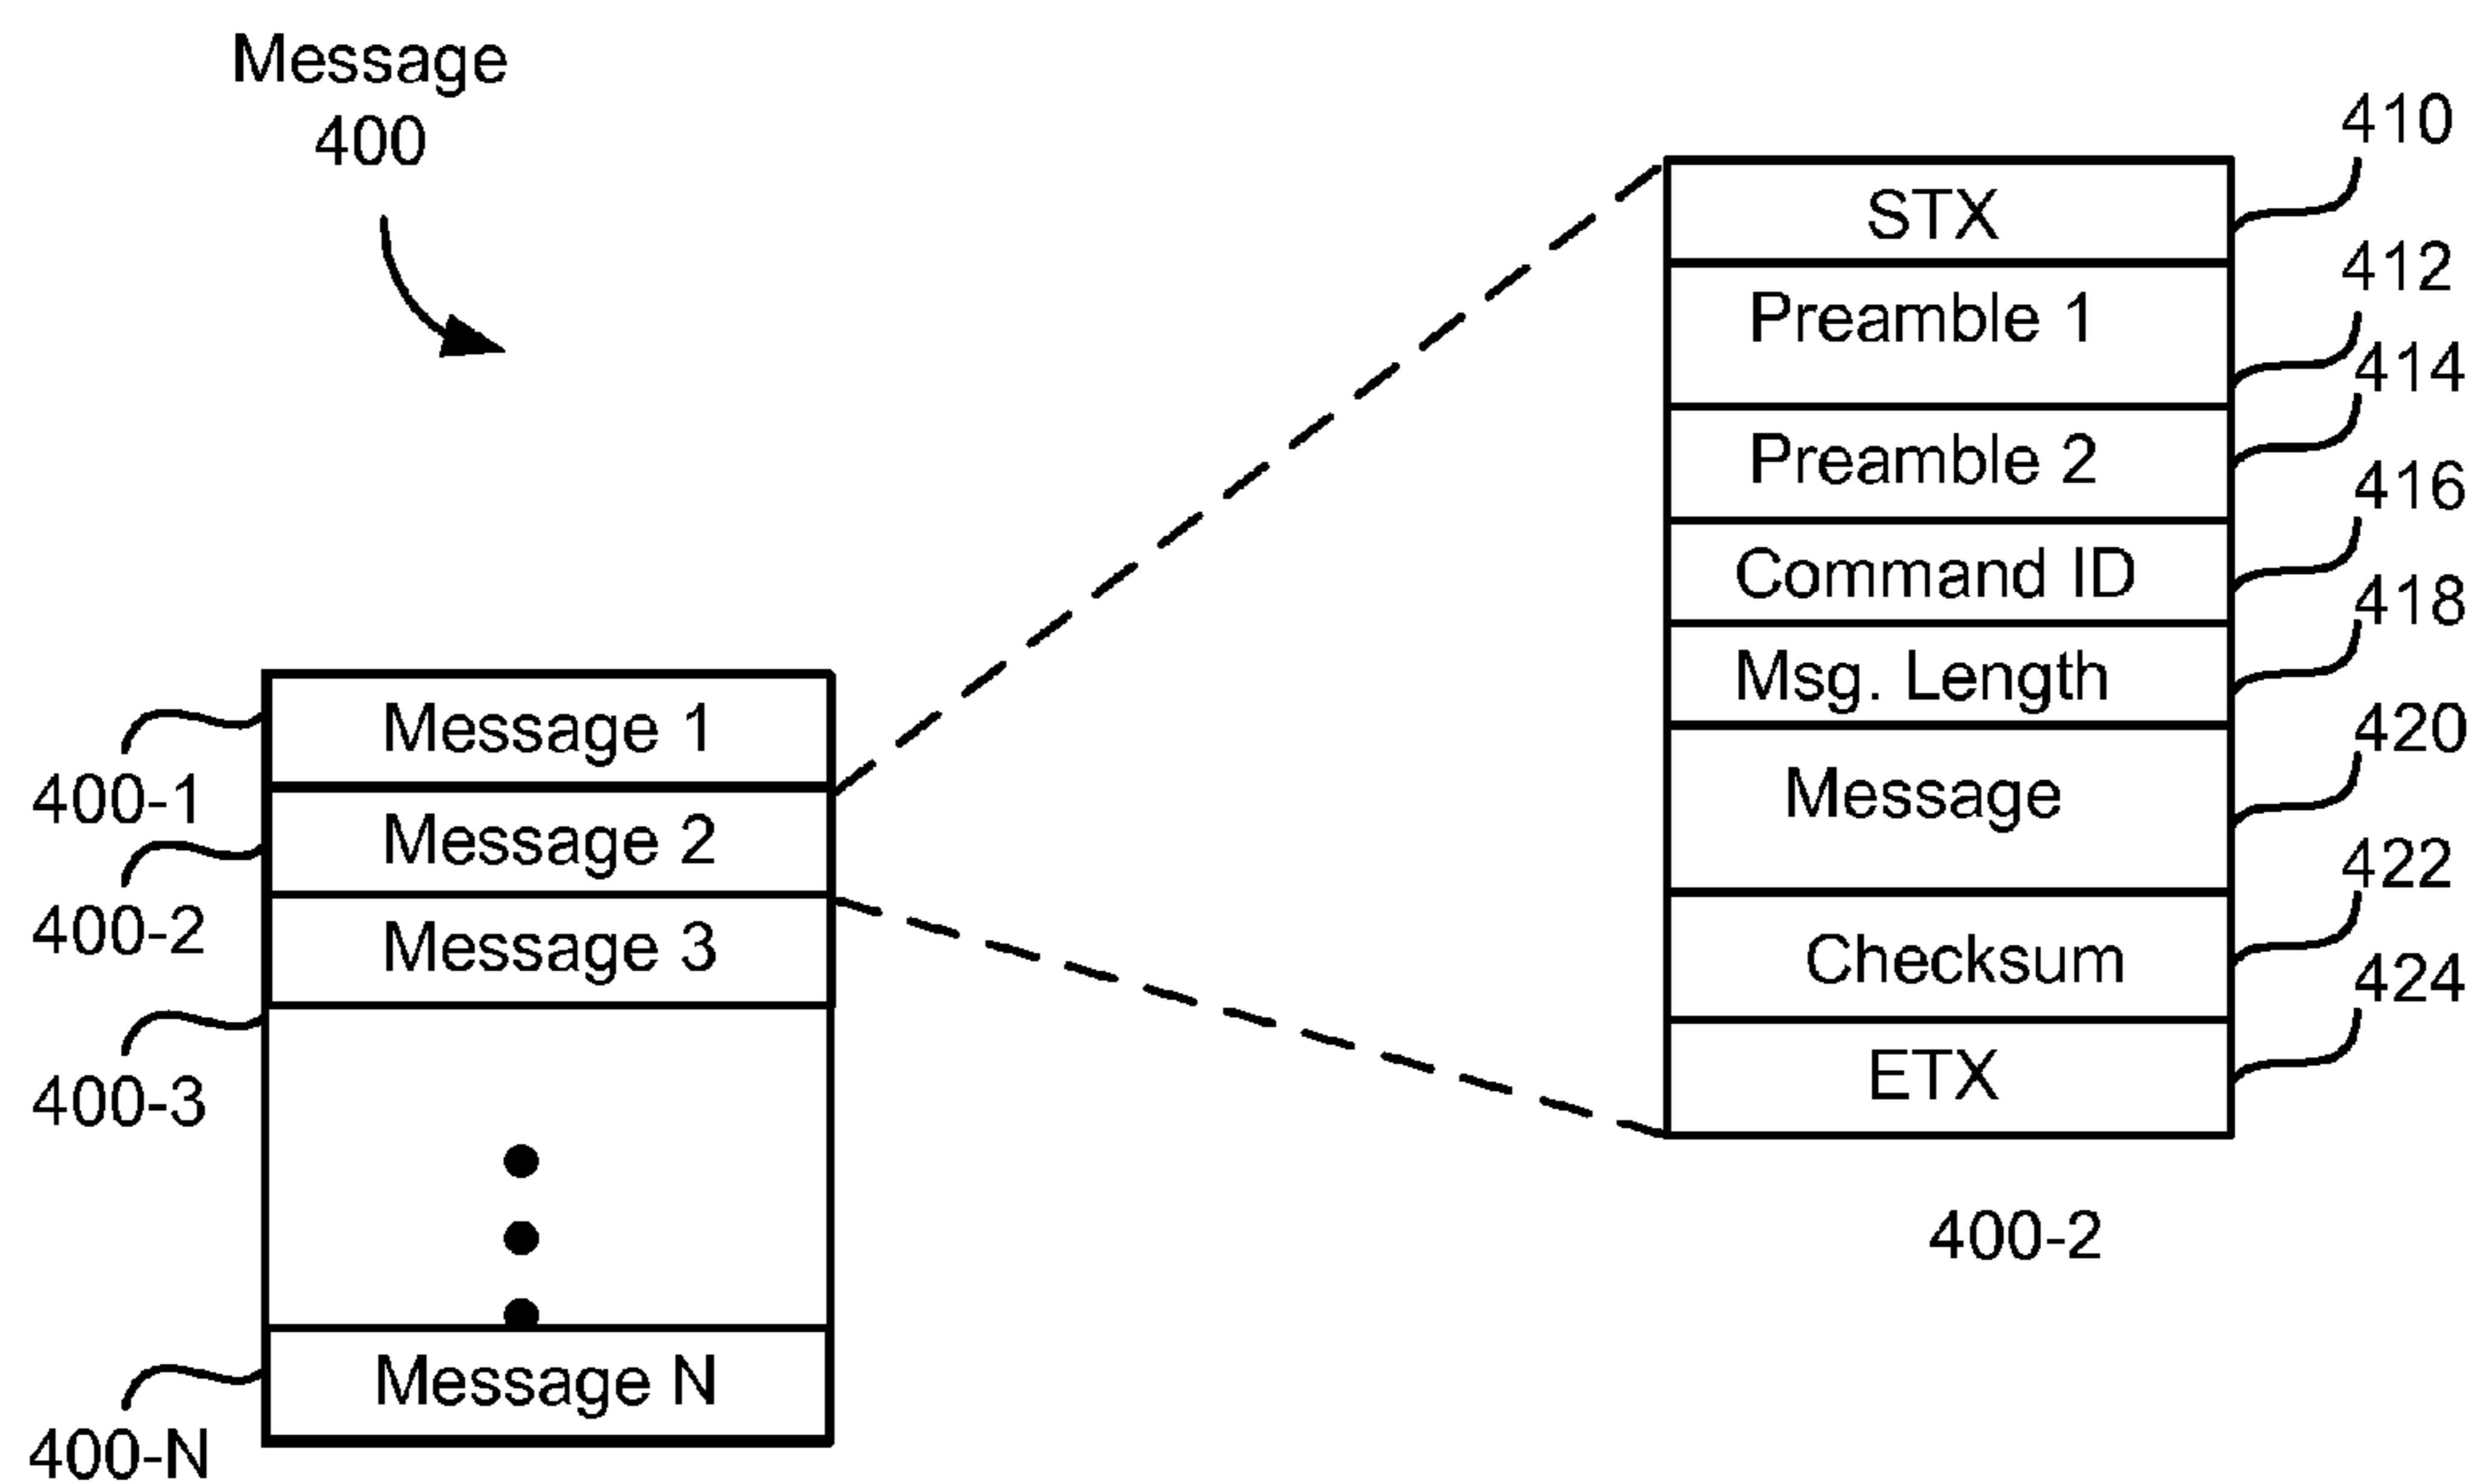 Message
400
Message 1
400-1
Message 2
400-2
Message 3
400-3
Message N
400-N
STX
410
Preamble 1
412
Preamble 2
414
Command ID
416
Msg. Length
418
Message
420
Checksum
422
ETX
424
400-2